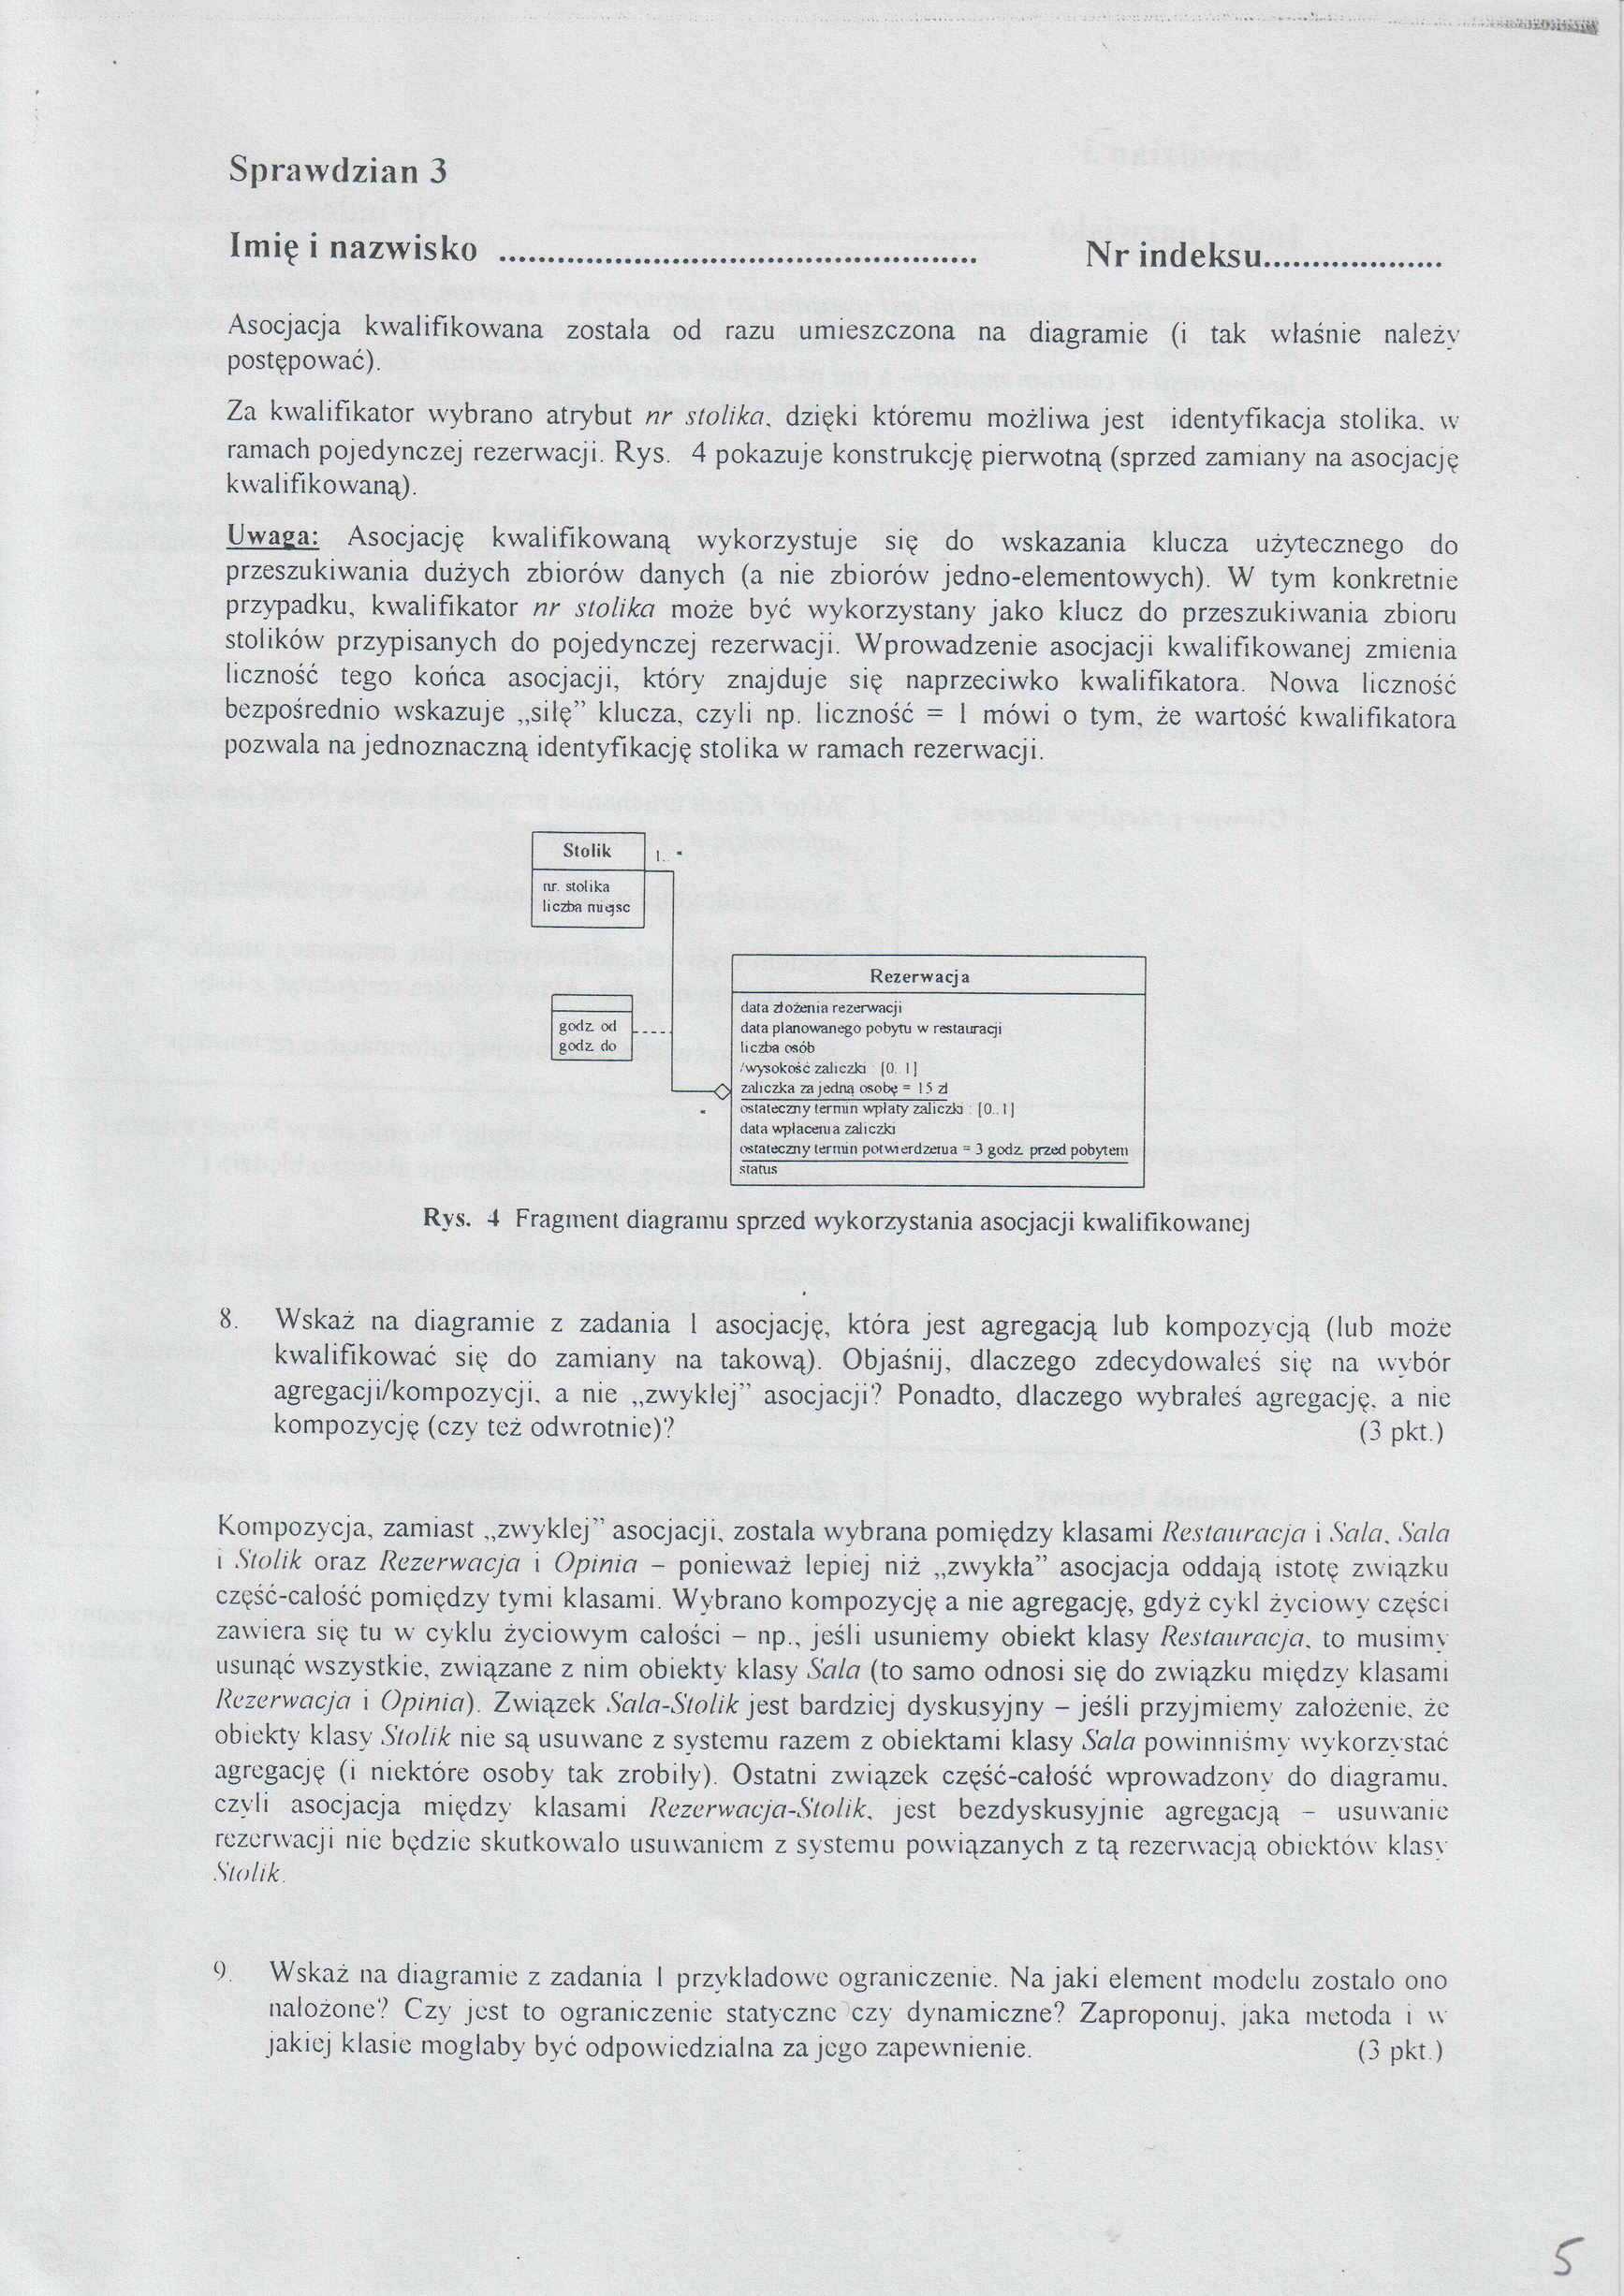 Sprawdzian 3
Imię i nazwisko .................................................. Nr indeksu....................
Asocjacja kwalifikowana została od razu umieszczona na diagramie (i tak właśnie należy
postępować).
Za kwalifikator wybrano atrybut nr stolika, dzięki któremu możliwa jest identyfikacja stolika, w
ramach pojedynczej rezerwacji. Rys. 4 pokazuje konstrukcję pierwotną (sprzed zamiany na asocjację
kwalifikowaną).
Uwaga: Asocjację kwalifikowaną wykorzystuje się do wskazania klucza użytecznego do
przeszukiwania dużych zbiorów danych (a nie zbiorów jedno-elementowych). W tym konkretnie
przypadku, kwalifikator nr stolika może być wykorzystany jako klucz do przeszukiwania zbioru
stolików przypisanych do pojedynczej rezerwacji. Wprowadzenie asocjacji kwalifikowanej zmienia
liczność tego końca asocjacji, który znajduje się naprzeciwko kwalifikatora. Nowa liczność
bezpośrednio wskazuje „siłę” klucza, czyli np. liczność = 1 mówi o tym, że wartość kwalifikatora
pozwala na jednoznaczną identyfikację stolika w ramach rezerwacji.
Stolik
1..*
nr. stolika
liczba miejsc
Rezerwacja
godz. od
godz. do
data złożenia rezerwacji
data planowanego pobytu w restauracji
liczba osób
/wysokość zaliczki [0..1]
zaliczka za jedną osobę = 15 zł
*
ostateczny termin wpłaty zaliczki : [0..1]
data wpłacenia zaliczki
ostateczny termin potwierdzenia = 3 godz. przed pobytem
status
Rys. 4 Fragment diagramu sprzed wykorzystania asocjacji kwalifikowanej
8. Wskaż na diagramie z zadania 1 asocjację, która jest agregacją lub kompozycją (lub może
kwalifikować się do zamiany na takową). Objaśnij, dlaczego zdecydowałeś się na wybór
agregacji/kompozycji, a nie „zwykłej” asocjacji? Ponadto, dlaczego wybrałeś agregację, a nie
kompozycję (czy też odwrotnie)? (3 pkt.)
Kompozycja, zamiast „zwykłej” asocjacji, została wybrana pomiędzy klasami Restauracja i Sala, Sala
i Stolik oraz Rezerwacja i Opinia – ponieważ lepiej niż „zwykła” asocjacja oddają istotę związku
część-całość pomiędzy tymi klasami. Wybrano kompozycję a nie agregację, gdyż cykl życiowy części
zawiera się tu w cyklu życiowym całości – np., jeśli usuniemy obiekt klasy Restauracja, to musimy
usunąć wszystkie, związane z nim obiekty klasy Sala (to samo odnosi się do związku między klasami
Rezerwacja i Opinia). Związek Sala-Stolik jest bardziej dyskusyjny – jeśli przyjmiemy założenie, że
obiekty klasy Stolik nie są usuwane z systemu razem z obiektami klasy Sala powinniśmy wykorzystać
agregację (i niektóre osoby tak zrobiły). Ostatni związek część-całość wprowadzony do diagramu,
czyli asocjacja między klasami Rezerwacja-Stolik, jest bezdyskusyjnie agregacją – usuwanie
rezerwacji nie będzie skutkowało usuwaniem z systemu powiązanych z tą rezerwacją obiektów klasy
Stolik.
9. Wskaż na diagramie z zadania 1 przykładowe ograniczenie. Na jaki element modelu zostało ono
nałożone? Czy jest to ograniczenie statyczne czy dynamiczne? Zaproponuj, jaka metoda i w
jakiej klasie mogłaby być odpowiedzialna za jego zapewnienie. (3 pkt.)
5